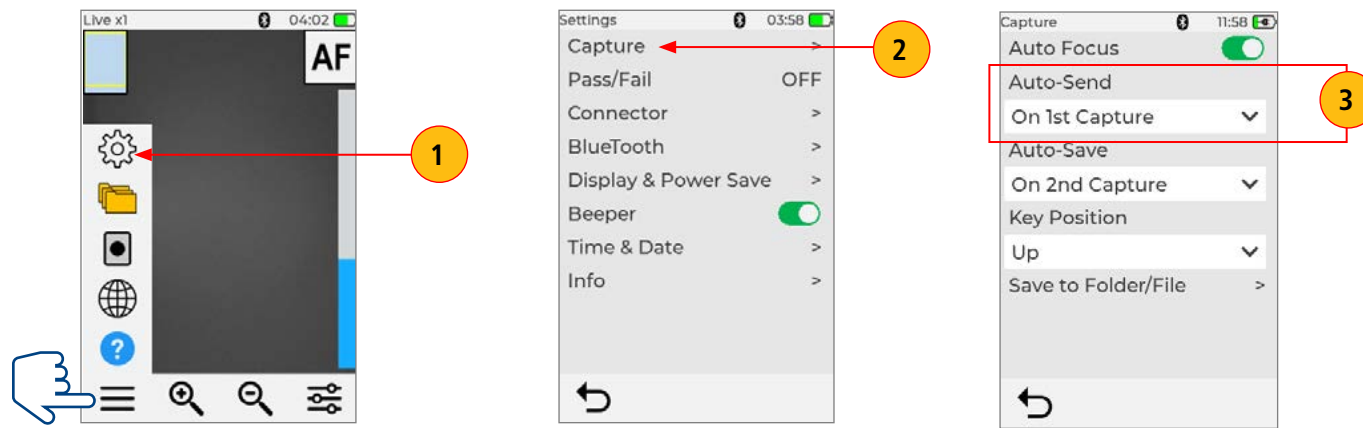 Live x1 04:02
AF
?
1
Settings 03:58
Capture >
Pass/Fail OFF
Connector >
BlueTooth >
Display & Power Save >
Beeper
Time & Date >
Info >
2
Capture 11:58
Auto Focus
Auto-Send
On 1st Capture
Auto-Save
On 2nd Capture
Key Position
Up
Save to Folder/File >
3